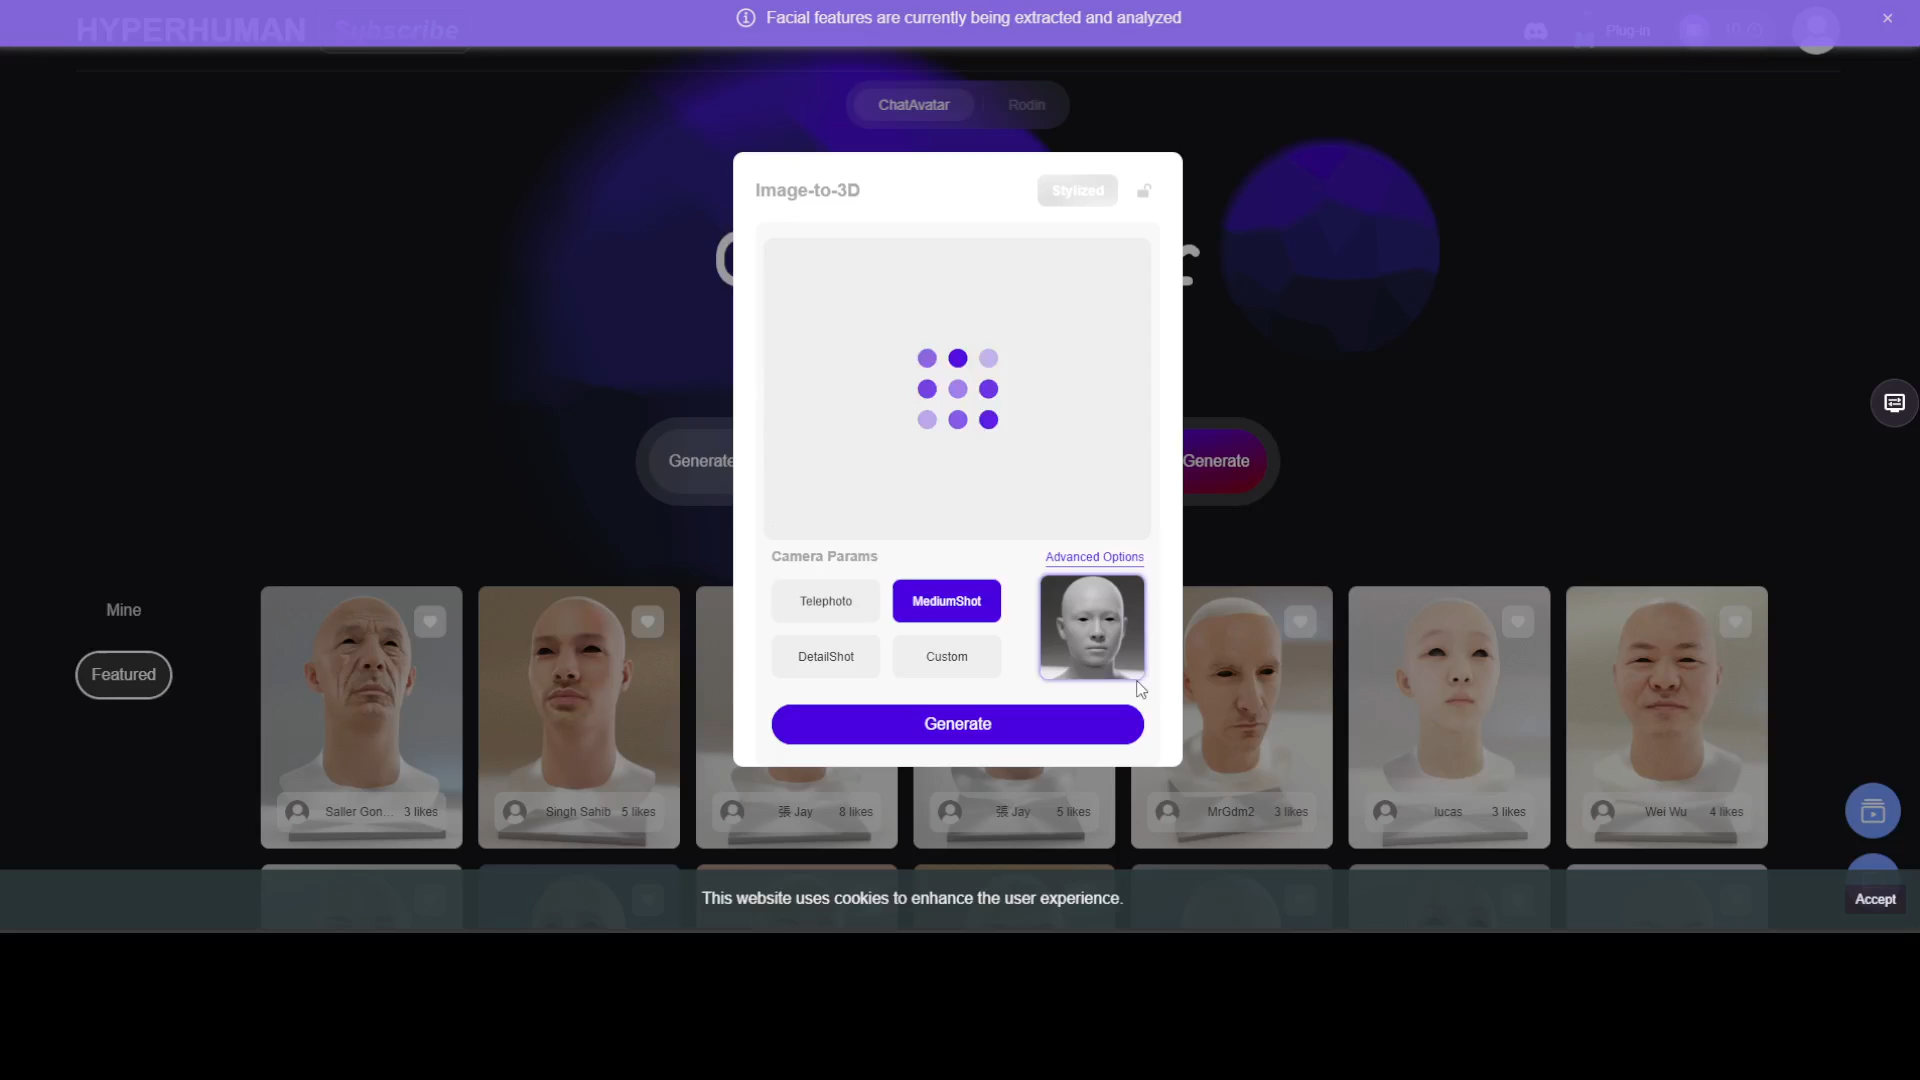 Facial features are currently being extracted and analyzed
HYPERHUMAN
Subscribe
Plug-in
ChatAvatar
Rodin
Image-to-3D
Stylized
Generate
Generate
Camera Params
Advanced Options
Telephoto
MediumShot
DetailShot
Custom
Generate
Mine
Featured
Saller Gon... 3 likes
Singh Sahib 5 likes
張 Jay 8 likes
張 Jay 5 likes
MrGdm2 3 likes
lucas 3 likes
Wei Wu 4 likes
This website uses cookies to enhance the user experience.
Accept